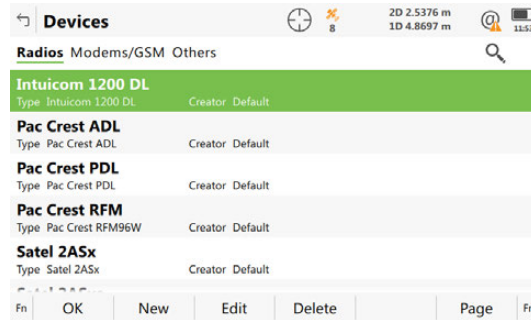 Devices
8
2D 2.5376 m
1D 4.8697 m
Radios Modems/GSM Others
Intuicom 1200 DL
Type Intuicom 1200 DL Creator Default
Pac Crest ADL
Type Pac Crest ADL Creator Default
Pac Crest PDL
Type Pac Crest PDL Creator Default
Pac Crest RFM
Type Pac Crest RFM96W Creator Default
Satel 2ASx
Type Satel 2ASx Creator Default
Fn OK New Edit Delete Page